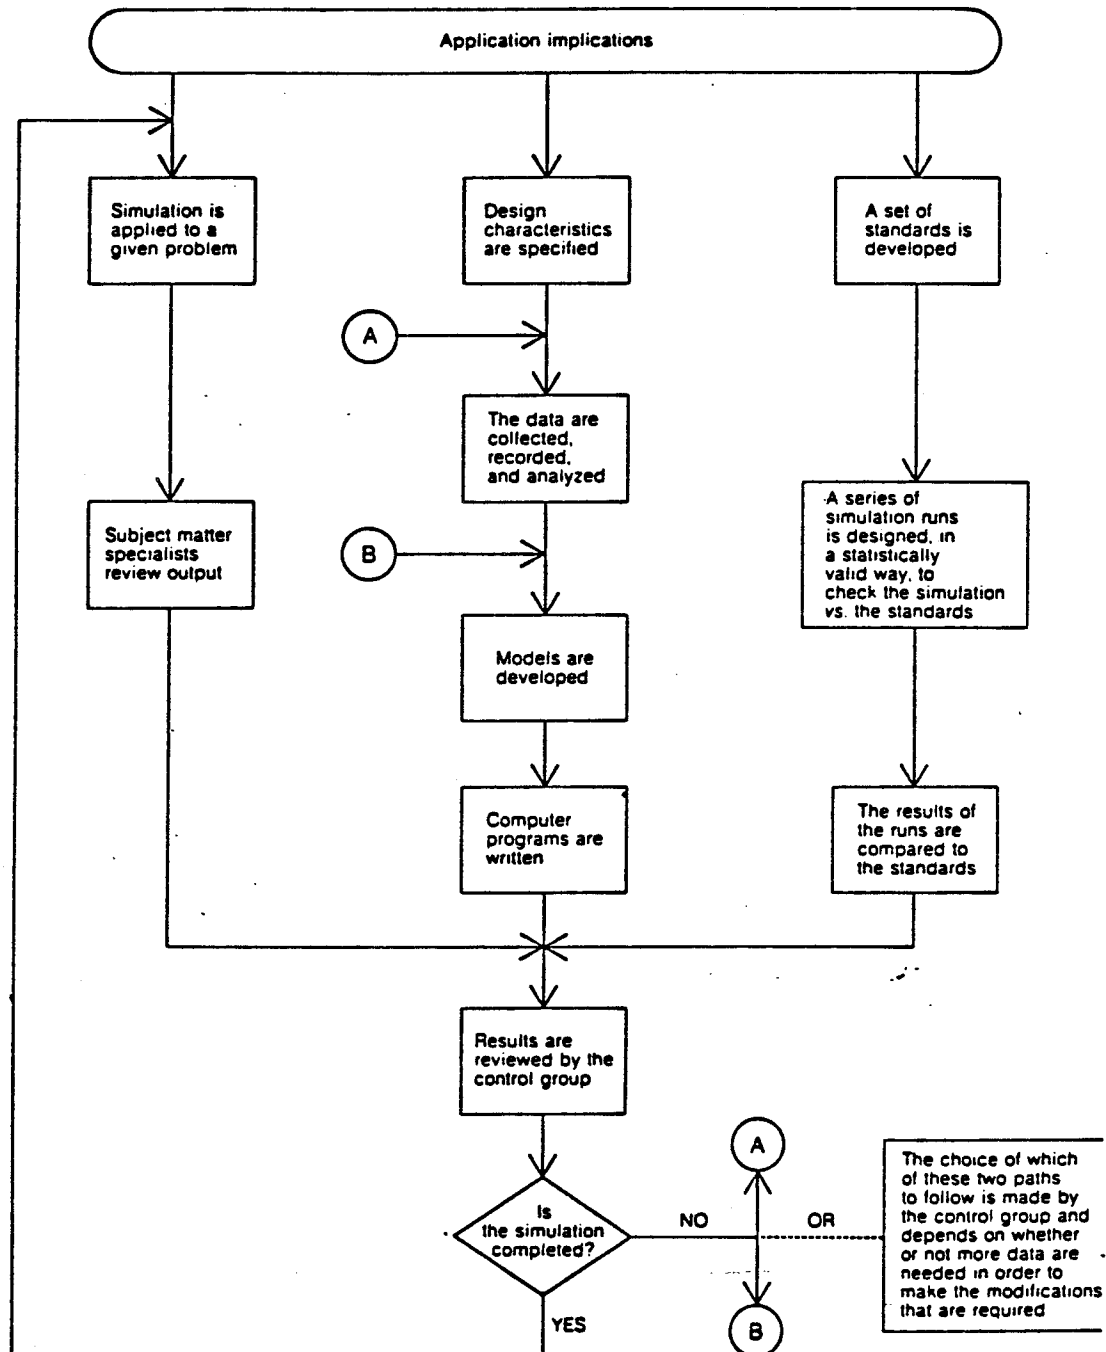 Application implications
Simulation is
applied to a
given problem
Design
characteristics
are specified
A set of
standards is
developed
A
The data are
collected,
recorded,
and analyzed
Subject matter
specialists
review output
B
A series of
simulation runs
is designed, in
a statistically
valid way, to
check the simulation
vs. the standards
Models are
developed
Computer
programs are
written
The results of
the runs are
compared to
the standards
Results are
reviewed by the
control group
Is
the simulation
completed?
NO
A
OR
B
The choice of which
of these two paths
to follow is made by
the control group and
depends on whether
or not more data are
needed in order to
make the modifications
that are required
YES